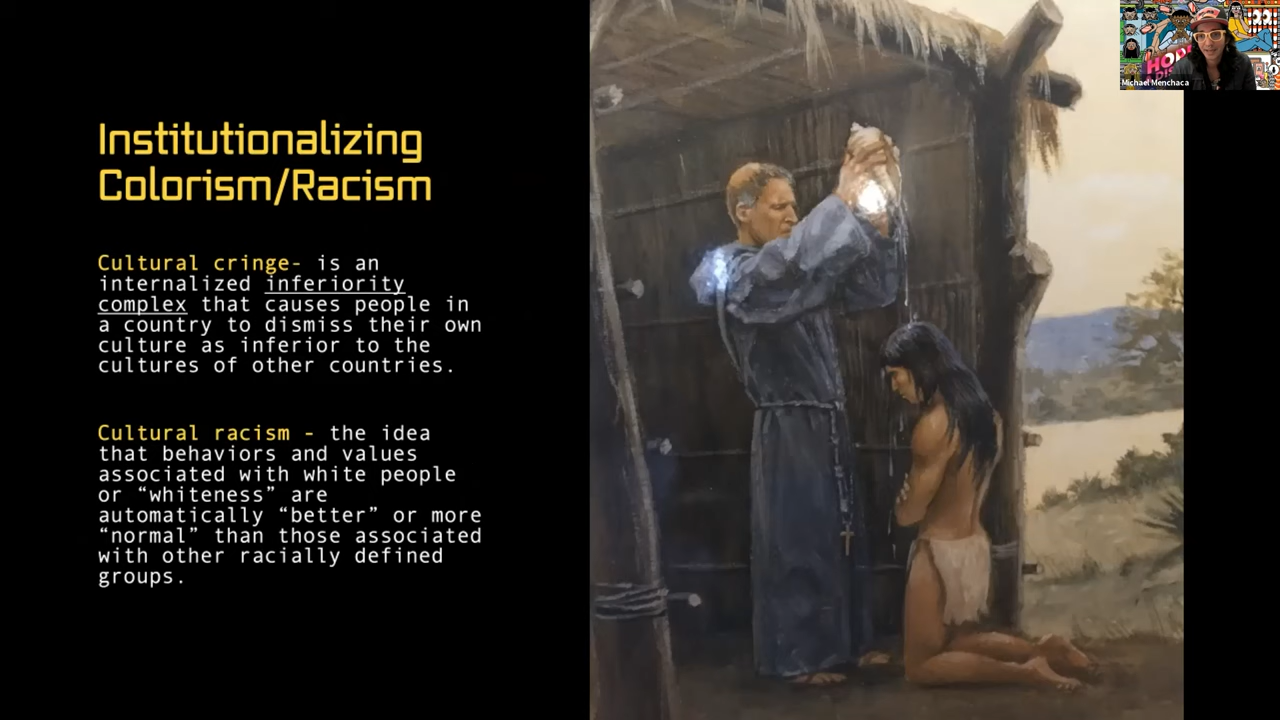 Institutionalizing
Colorism/Racism
Cultural cringe- is an
internalized inferiority
complex that causes people in
a country to dismiss their own
culture as inferior to the
cultures of other countries.
Cultural racism - the idea
that behaviors and values
associated with white people
or “whiteness” are
automatically “better” or more
“normal” than those associated
with other racially defined
groups.
Michael Menchaca